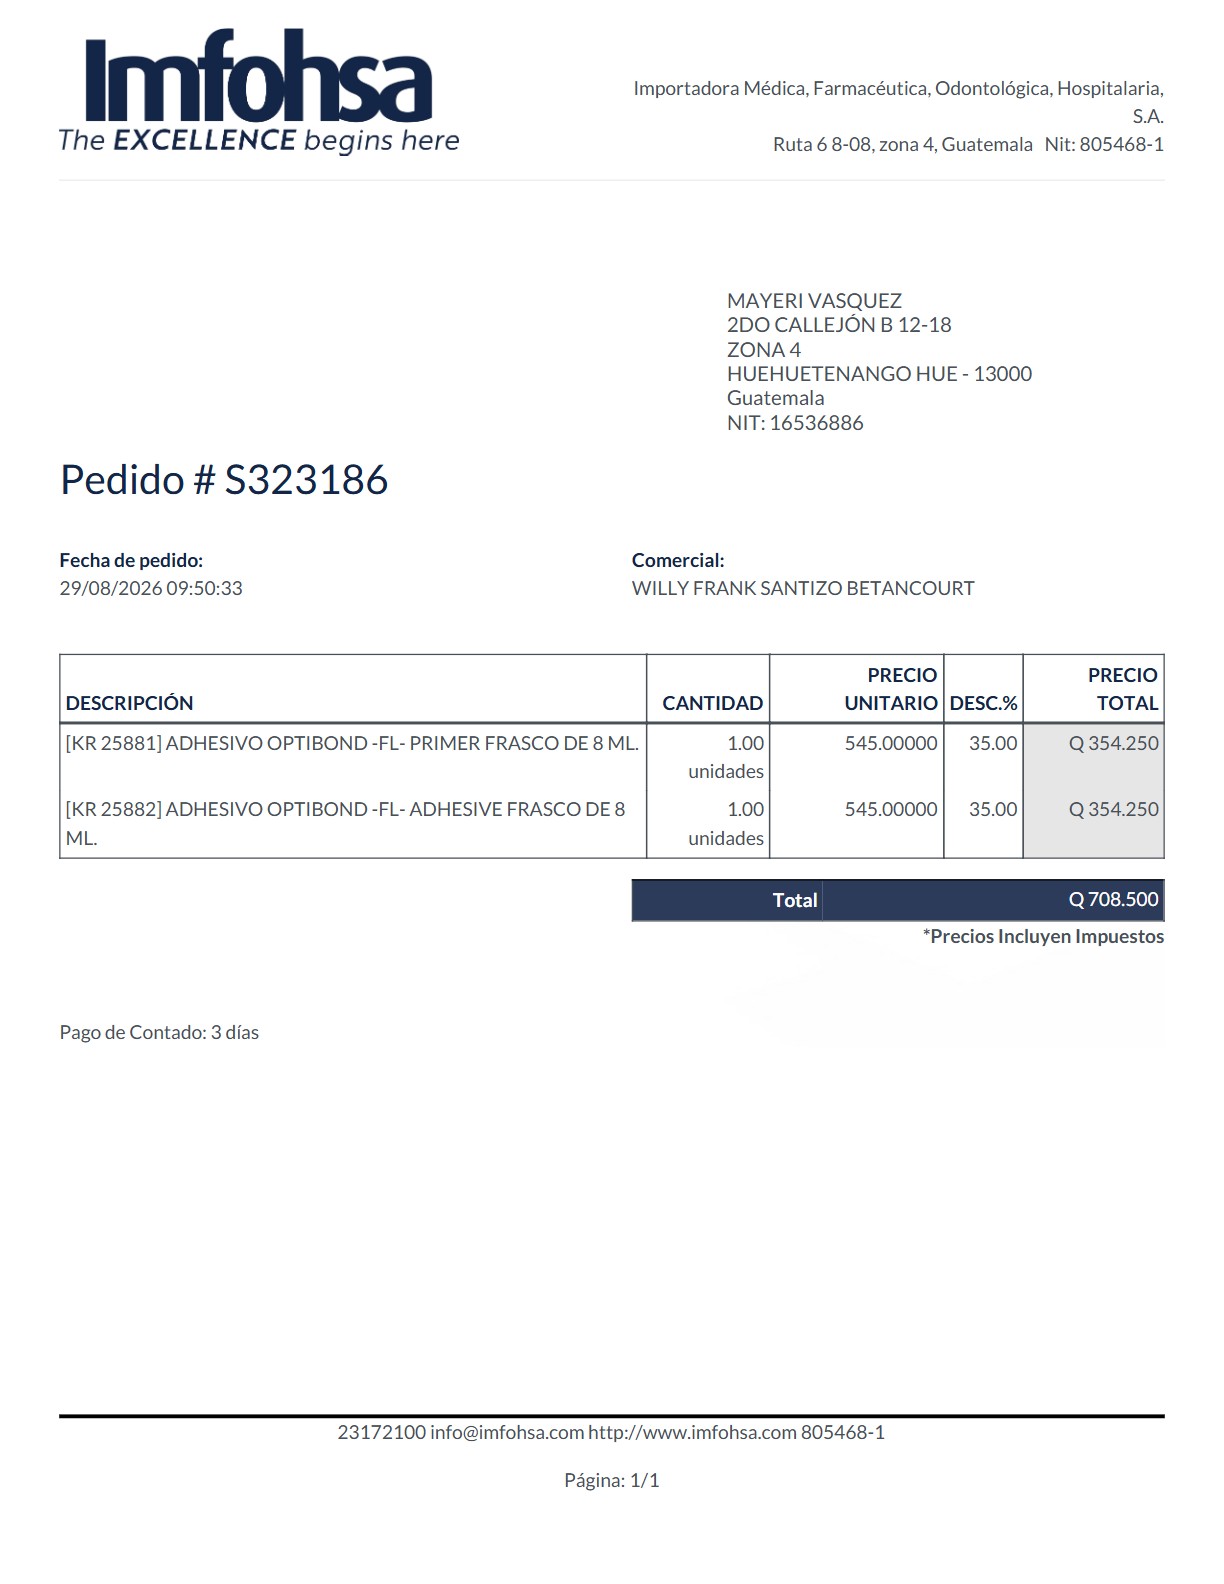 Imfohsa
The EXCELLENCE begins here
Importadora Médica, Farmacéutica, Odontológica, Hospitalaria,
S.A.
Ruta 6 8-08, zona 4, Guatemala Nit: 805468-1
MAYERI VASQUEZ
2DO CALLEJÓN B 12-18
ZONA 4
HUEHUETENANGO HUE - 13000
Guatemala
NIT: 16536886
Pedido # S323186
Fecha de pedido: Comercial:
29/08/2026 09:50:33 WILLY FRANK SANTIZO BETANCOURT
PRECIO PRECIO
DESCRIPCIÓN CANTIDAD UNITARIO DESC.% TOTAL
[KR 25881] ADHESIVO OPTIBOND -FL- PRIMER FRASCO DE 8 ML. 1.00 545.00000 35.00 Q 354.250
unidades
[KR 25882] ADHESIVO OPTIBOND -FL- ADHESIVE FRASCO DE 8 1.00 545.00000 35.00 Q 354.250
ML. unidades
Total Q 708.500
*Precios Incluyen Impuestos
Pago de Contado: 3 días
23172100 info@imfohsa.com http://www.imfohsa.com 805468-1
Página: 1/1